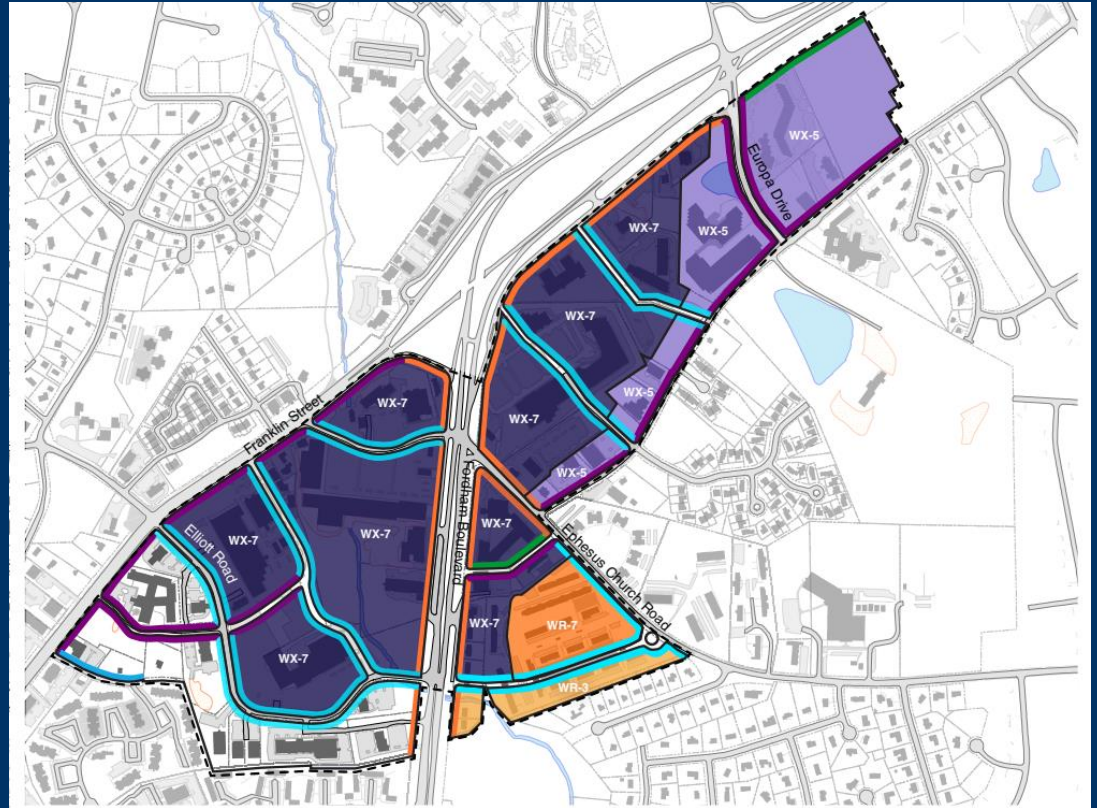 WX-5
Europa Drive
WX-7
WX-5
WX-7
WX-5
WX-7
WX-7
Franklin Street
WX-5
Fordham Boulevard
WX-7
WX-7
WX-7
Elliott Road
Ephesus Church Road
WX-7
WR-7
WX-7
WR-3